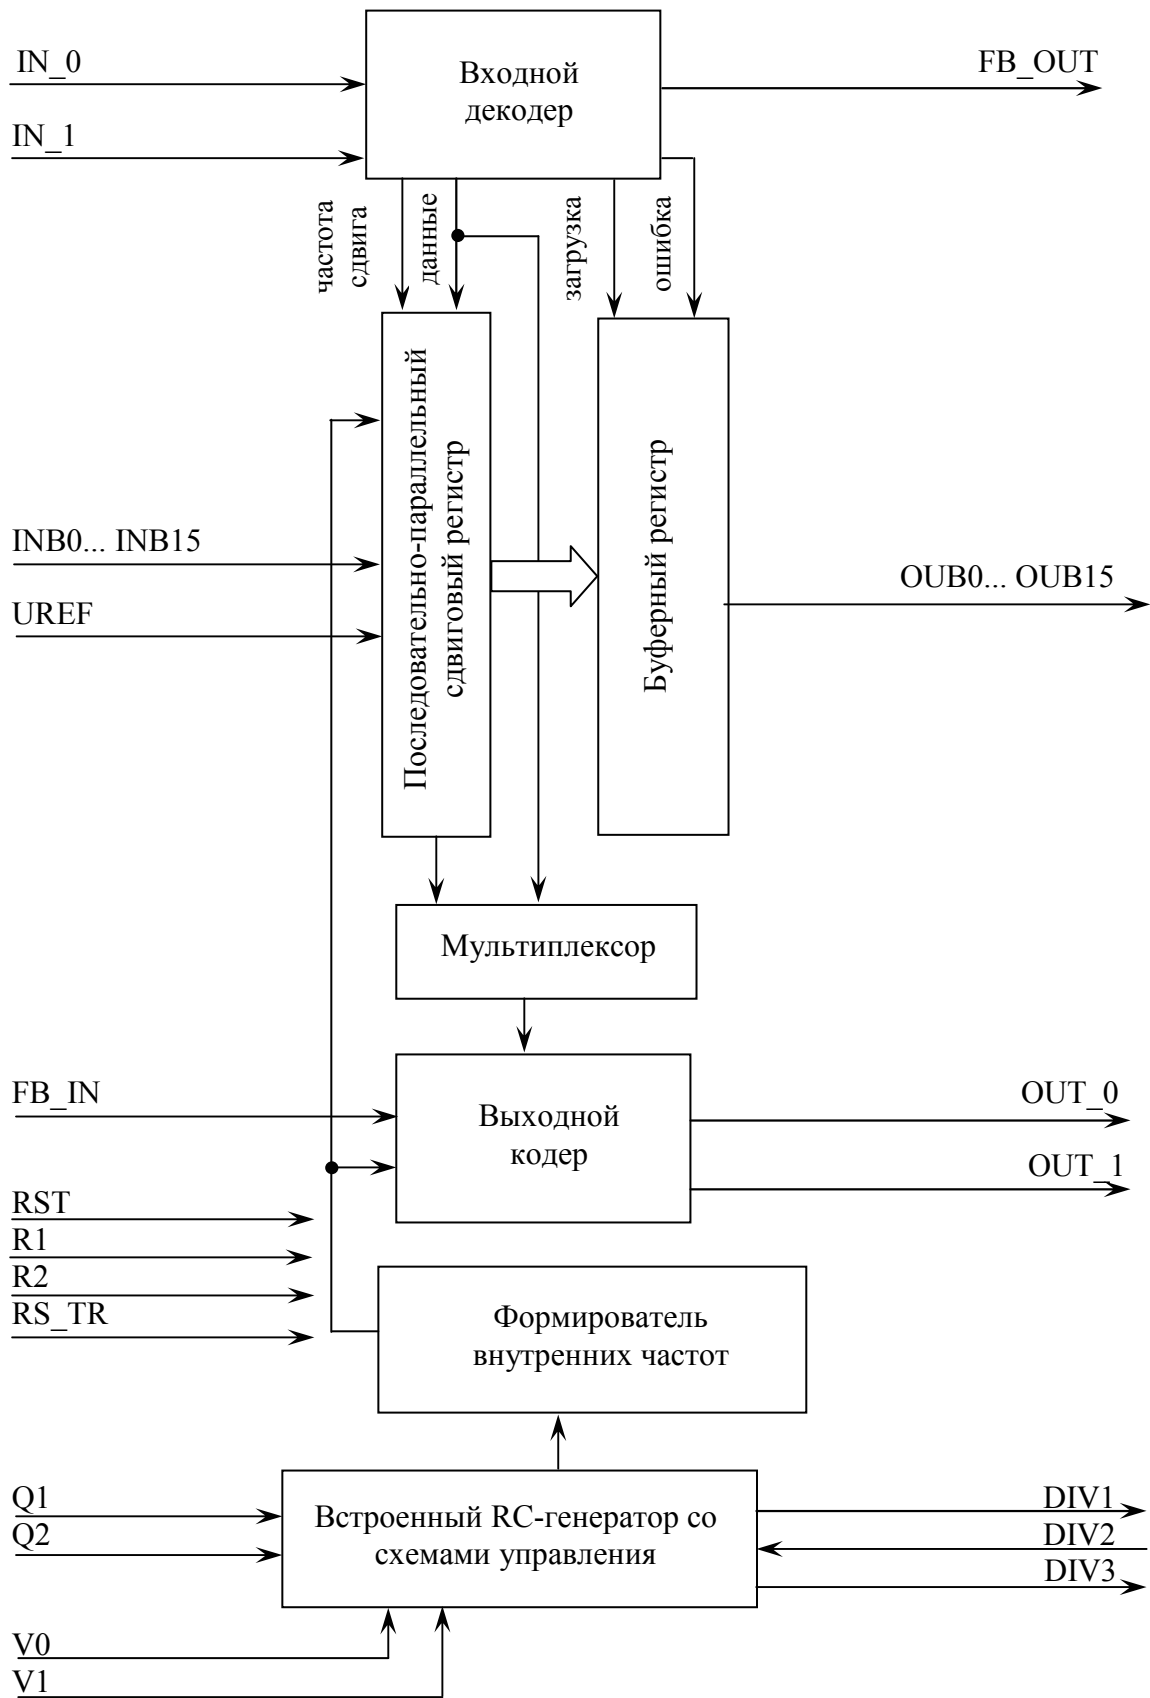 IN_0
Входной
декодер
FB_OUT
IN_1
частота
сдвига
данные
загрузка
ошибка
Последовательно-параллельный
сдвиговый регистр
Буферный регистр
INB0... INB15
UREF
OUB0... OUB15
Мультиплексор
FB_IN
Выходной
кодер
OUT_0
OUT_1
RST
R1
R2
RS_TR
Формирователь
внутренних частот
Q1
Q2
Встроенный RC-генератор со
схемами управления
DIV1
DIV2
DIV3
V0
V1